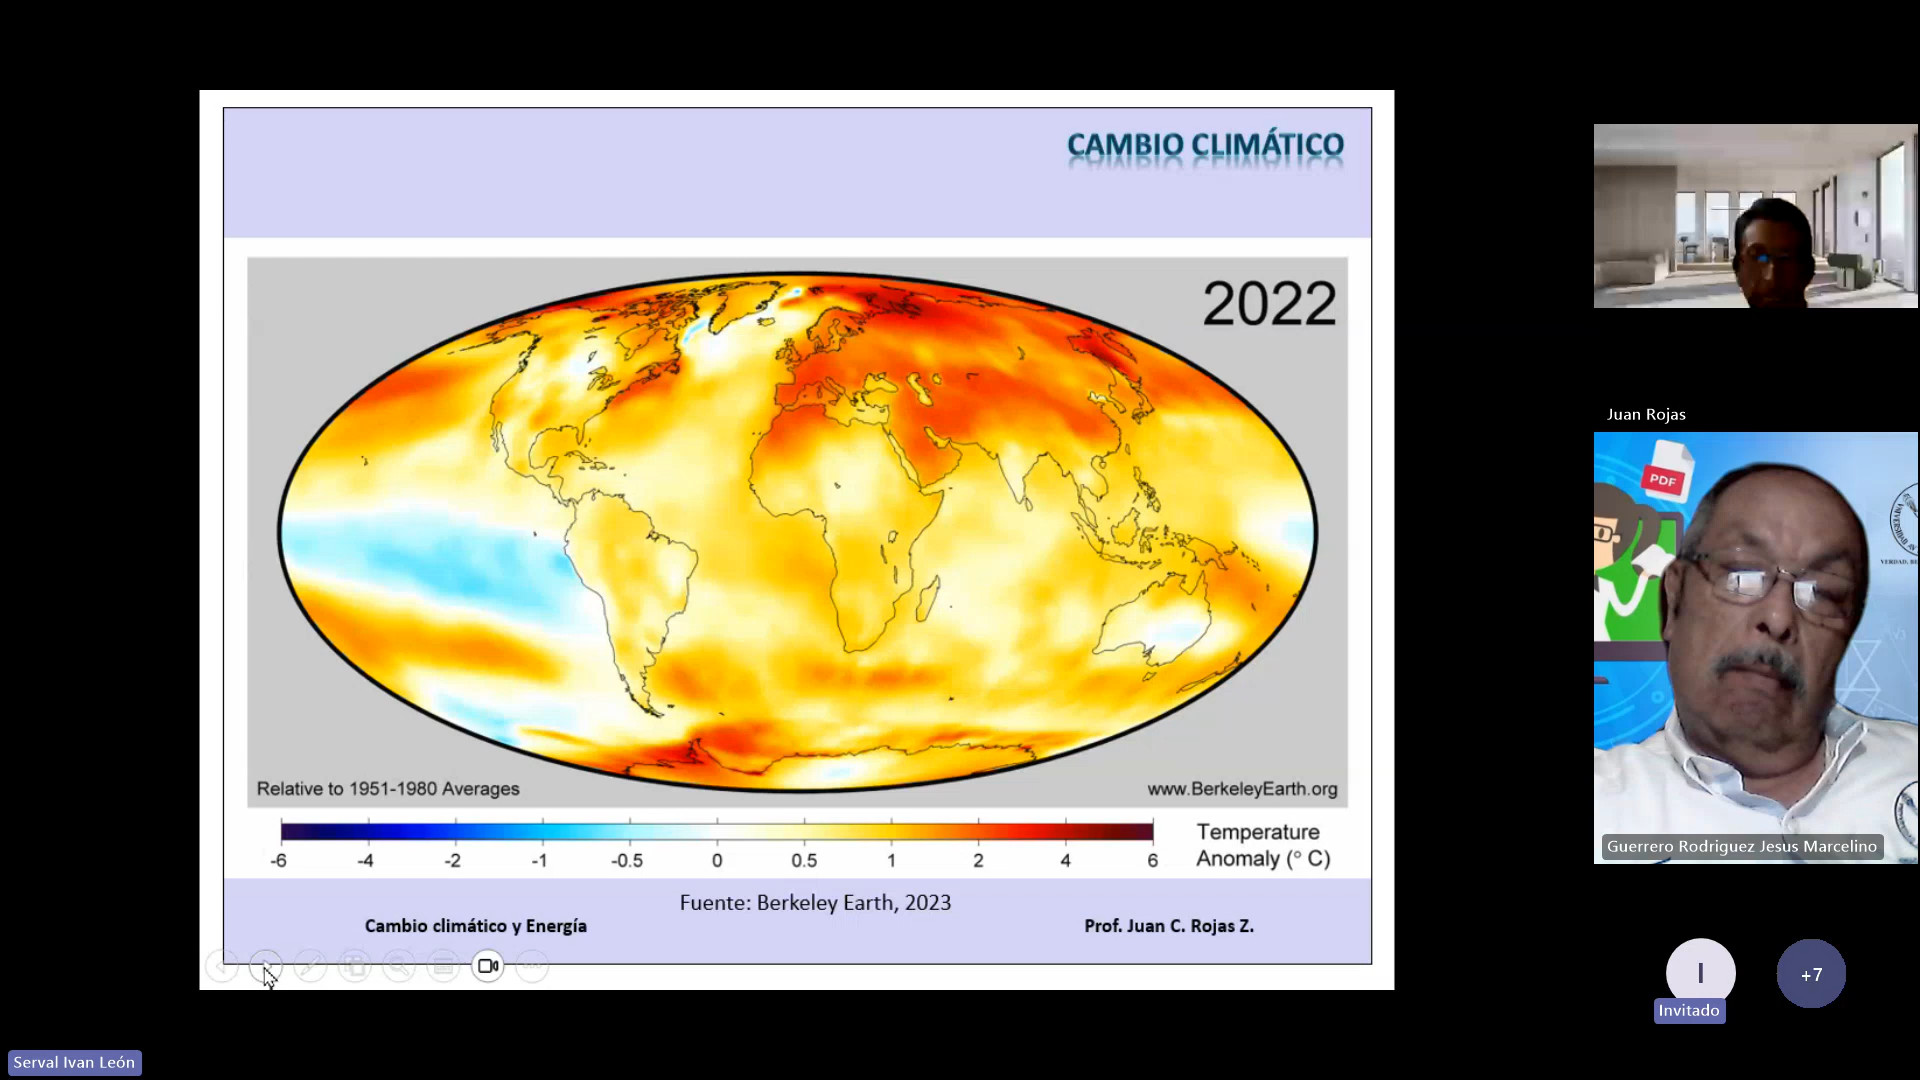 CAMBIO CLIMÁTICO
2022
Relative to 1951-1980 Averages
www.BerkeleyEarth.org
-6 -4 -2 -1 -0.5 0 0.5 1 2 4 6
Temperature
Anomaly (° C)
Fuente: Berkeley Earth, 2023
Cambio climático y Energía
Prof. Juan C. Rojas Z.
Juan Rojas
PDF
Guerrero Rodriguez Jesus Marcelino
I
+7
Invitado
Serval Ivan León